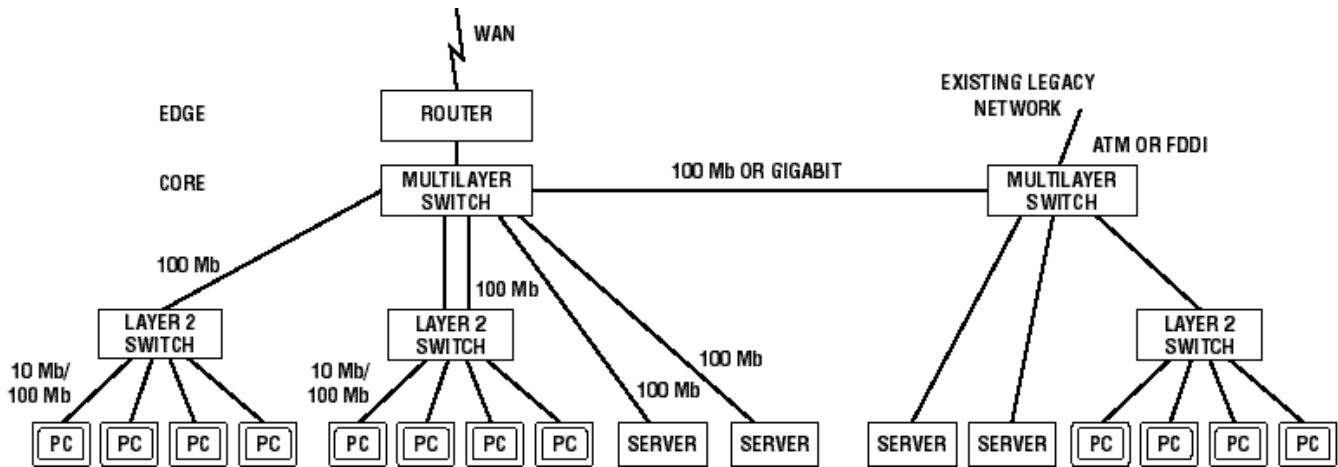 WAN
EXISTING LEGACY
NETWORK
EDGE
ROUTER
ATM OR FDDI
CORE
MULTILAYER
SWITCH
100 Mb OR GIGABIT
MULTILAYER
SWITCH
100 Mb
100 Mb
LAYER 2
SWITCH
LAYER 2
SWITCH
LAYER 2
SWITCH
10 Mb/
100 Mb
10 Mb/
100 Mb
100 Mb
100 Mb
PC
PC
PC
PC
PC
PC
PC
PC
SERVER
SERVER
SERVER
SERVER
PC
PC
PC
PC